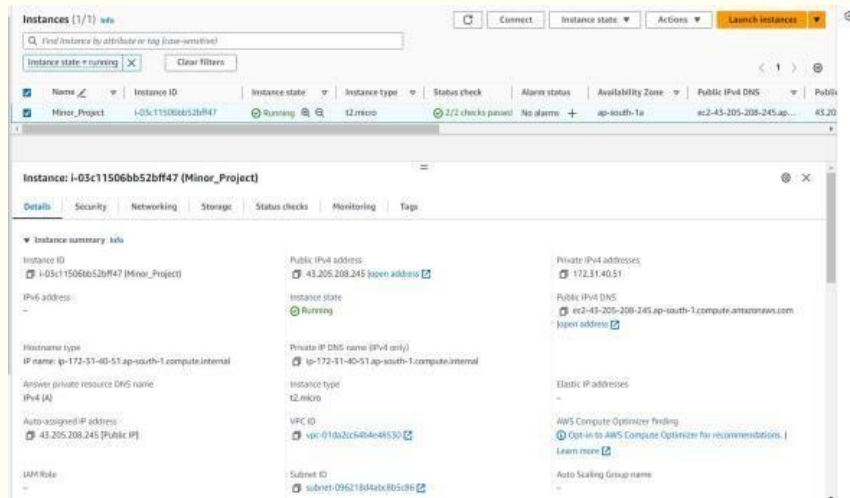 Instances (1/1) Info
Connect
Instance state ▼
Actions ▼
Launch instances ▼
Find Instance by attribute or tag (case-sensitive)
Instance state = running X
Clear filters
< 1 >
Name Instance ID Instance state Instance type Status check Alarm status Availability Zone Public IPv4 DNS
Minor_Project i-03c11506bb52bff47 Running t2.micro 2/2 checks passed No alarms + ap-south-1a ec2-43-205-208-245.ap... 43.20
Instance: i-03c11506bb52bff47 (Minor_Project)
Details Security Networking Storage Status checks Monitoring Tags
▼ Instance summary Info
Instance ID
i-03c11506bb52bff47 (Minor_Project)
Public IPv4 address
43.205.208.245 |open address
Private IPv4 addresses
172.31.40.51
IPv6 address
–
Instance state
Running
Public IPv4 DNS
ec2-43-205-208-245.ap-south-1.compute.amazonaws.com
|open address
Hostname type
IP name: ip-172-31-40-51.ap-south-1.compute.internal
Private IP DNS name (IPv4 only)
ip-172-31-40-51.ap-south-1.compute.internal
Answer private resource DNS name
IPv4 (A)
Instance type
t2.micro
Elastic IP addresses
–
Auto-assigned IP address
43.205.208.245 [Public IP]
VPC ID
AWS Compute Optimizer finding
Opt-in to AWS Compute Optimizer for recommendations. |
Learn more
IAM Role
–
Subnet ID
Auto Scaling Group name
–